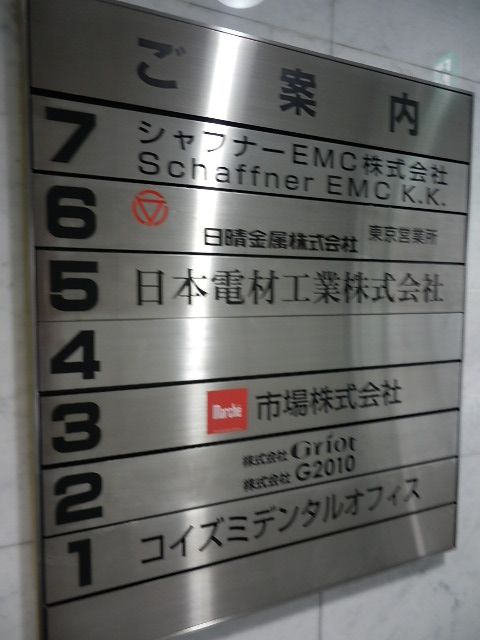 ご案内
7 シャフナーEMC株式会社
Schaffner EMC K.K.
6 日晴金属株式会社 東京営業所
5 日本電材工業株式会社
4
3 Marche 市場株式会社
株式会社 Griot
2 株式会社 G2010
1 コイズミデンタルオフィス